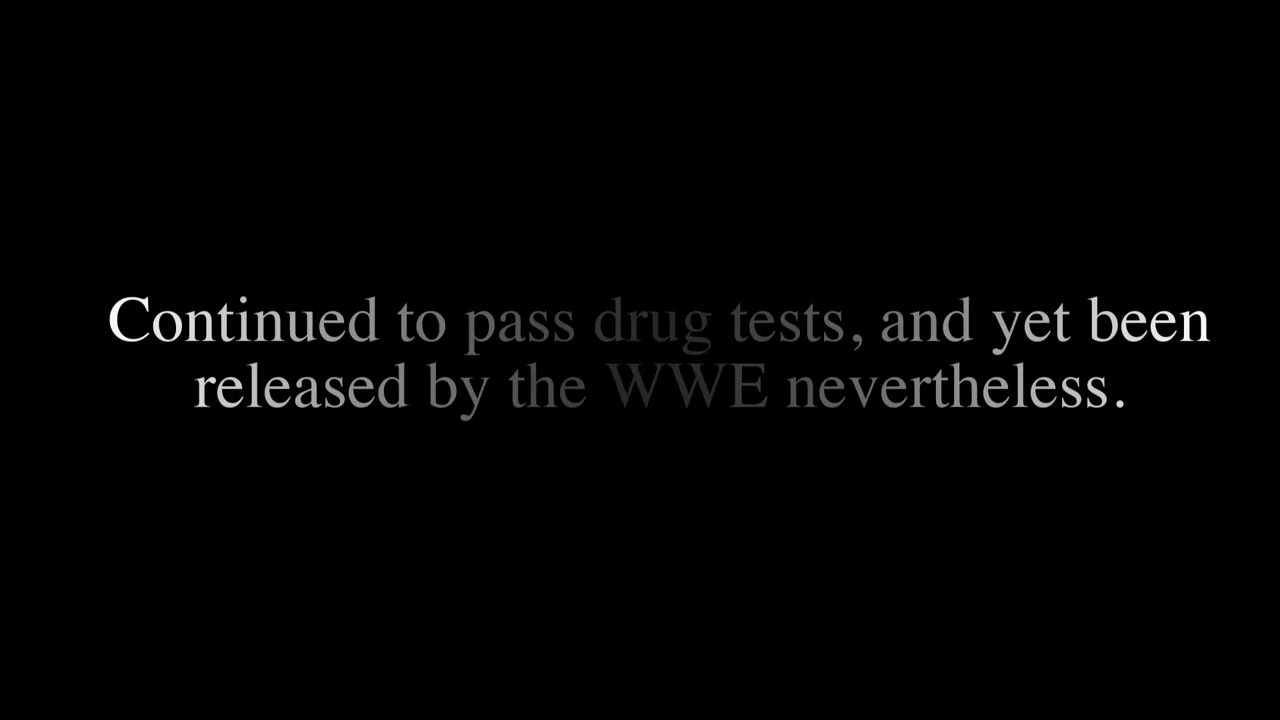 Continued to pass drug tests, and yet been
released by the WWE nevertheless.